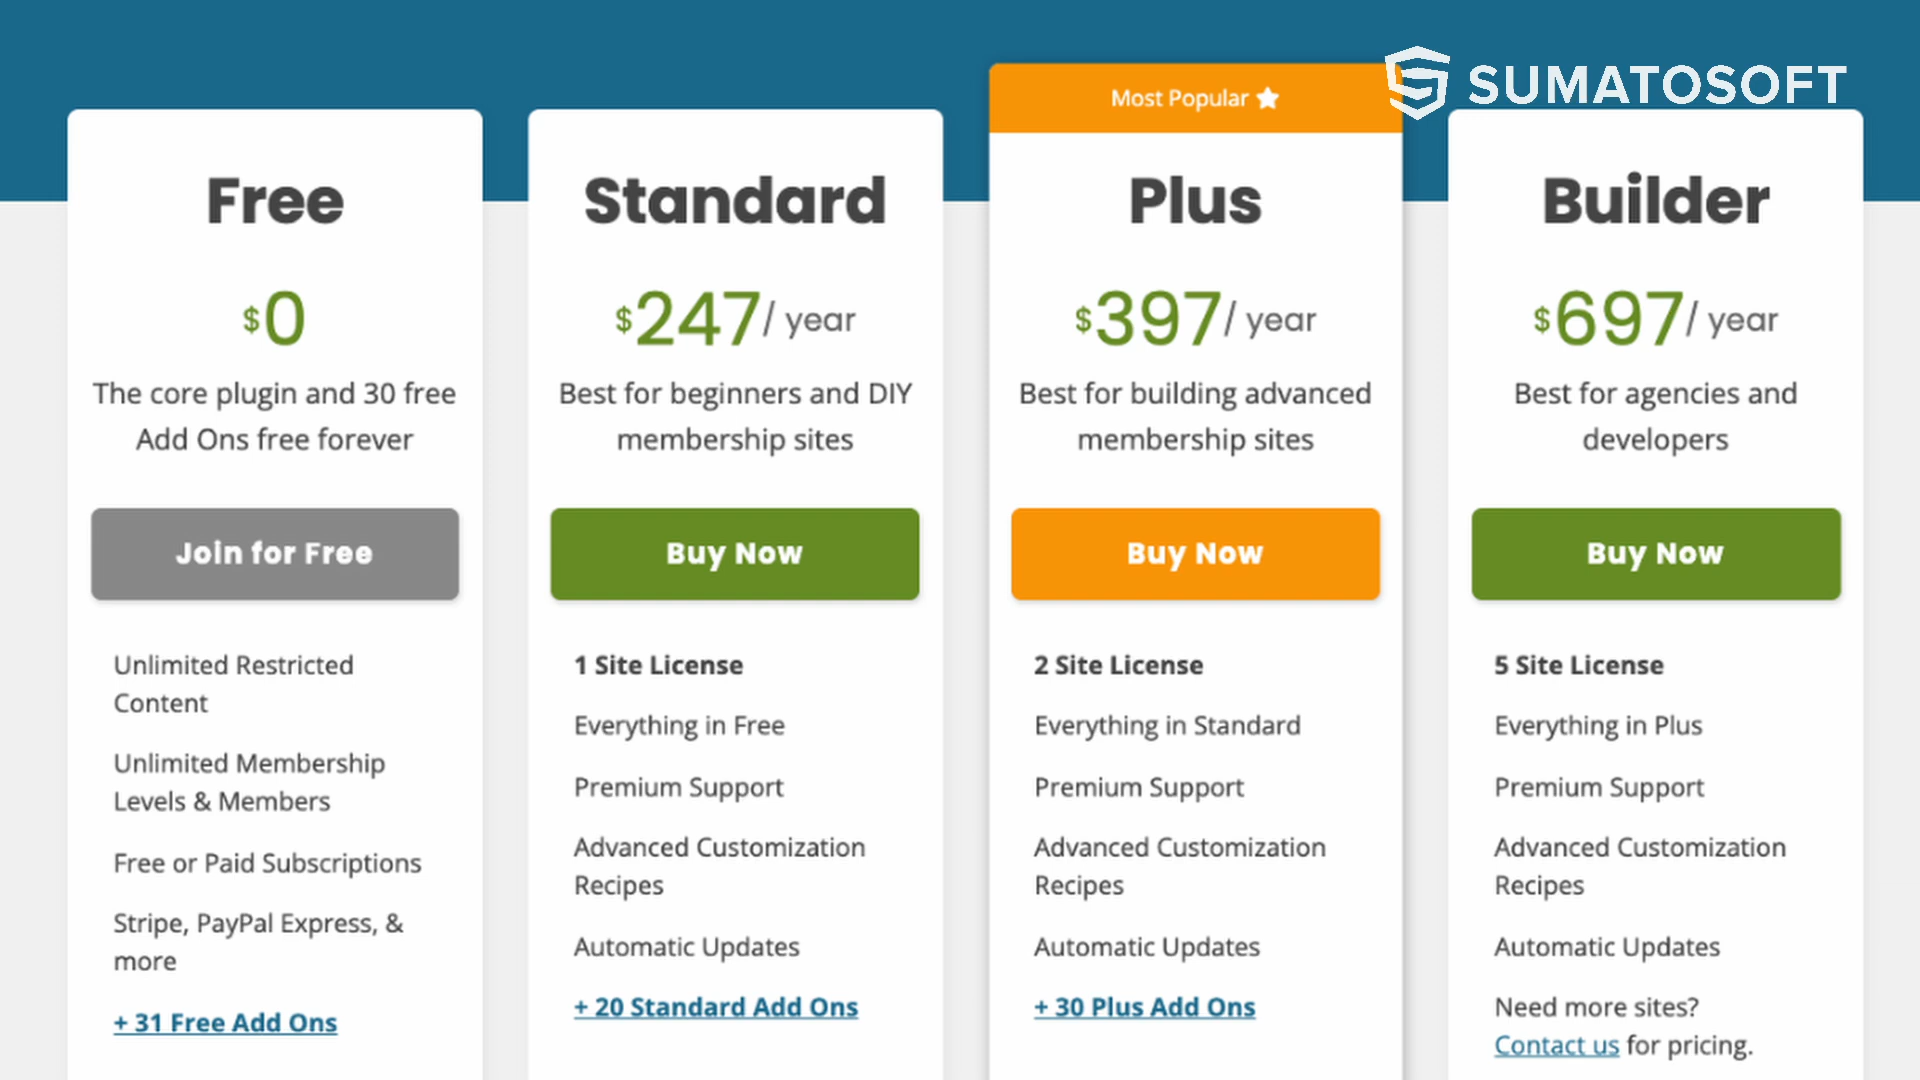 SUMATOSOFT
Free
$0
The core plugin and 30 free
Add Ons free forever
Join for Free
Unlimited Restricted
Content
Unlimited Membership
Levels & Members
Free or Paid Subscriptions
Stripe, PayPal Express, &
more
+ 31 Free Add Ons
Standard
$247/ year
Best for beginners and DIY
membership sites
Buy Now
1 Site License
Everything in Free
Premium Support
Advanced Customization
Recipes
Automatic Updates
+ 20 Standard Add Ons
Most Popular
Plus
$397/ year
Best for building advanced
membership sites
Buy Now
2 Site License
Everything in Standard
Premium Support
Advanced Customization
Recipes
Automatic Updates
+ 30 Plus Add Ons
Builder
$697/ year
Best for agencies and
developers
Buy Now
5 Site License
Everything in Plus
Premium Support
Advanced Customization
Recipes
Automatic Updates
Need more sites?
Contact us for pricing.